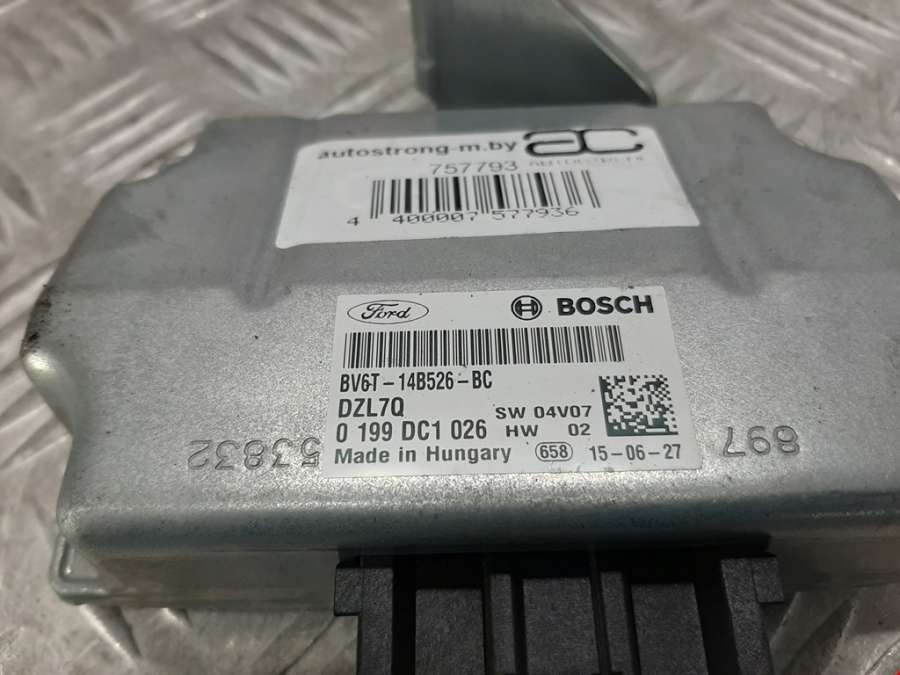 autostrong-m.by
757793
4 400007 577936
Ford BOSCH
BV6T-14B526-BC
DZL7Q
SW 04V07
0 199 DC1 026 HW 02
Made in Hungary 658 15-06-27
53832 897